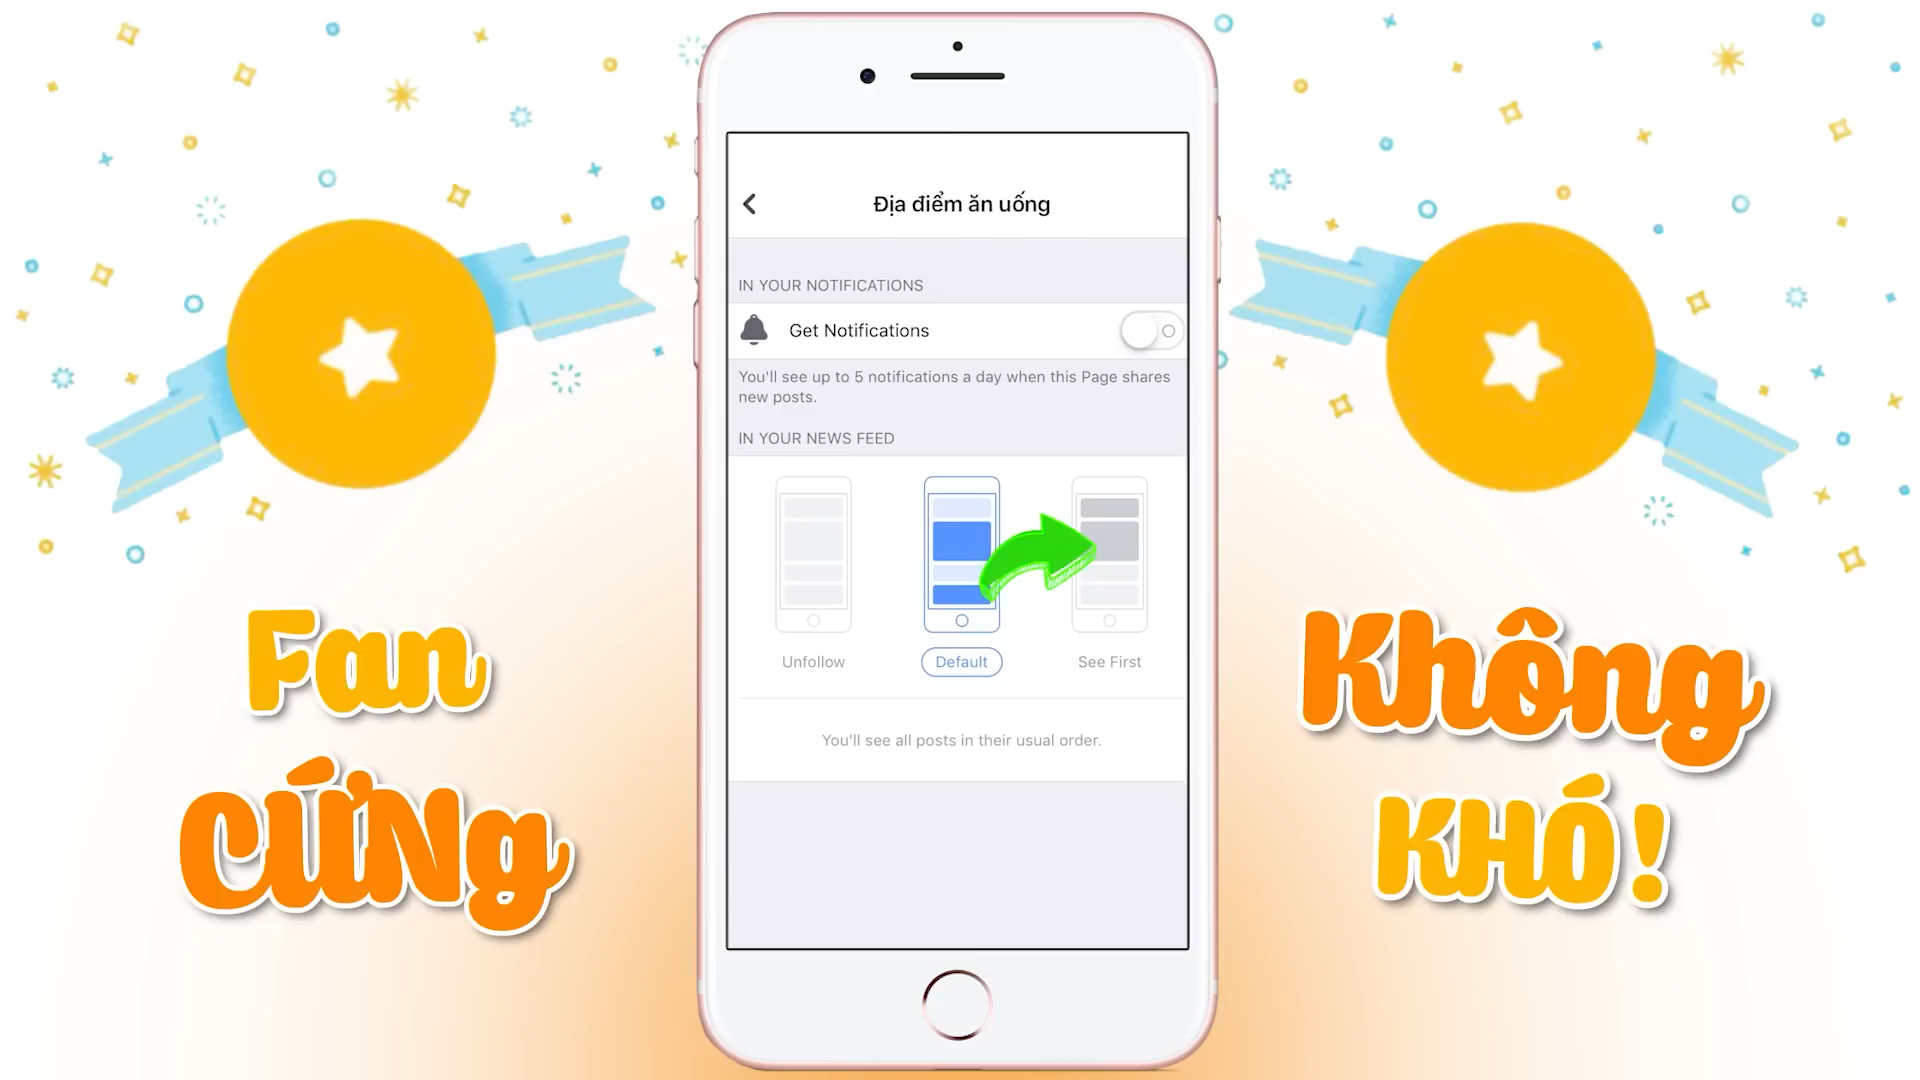 Fan
CỨNg
Không
KHÓ!
Địa điểm ăn uống
IN YOUR NOTIFICATIONS
Get Notifications
You'll see up to 5 notifications a day when this Page shares
new posts.
IN YOUR NEWS FEED
Unfollow
Default
See First
You'll see all posts in their usual order.